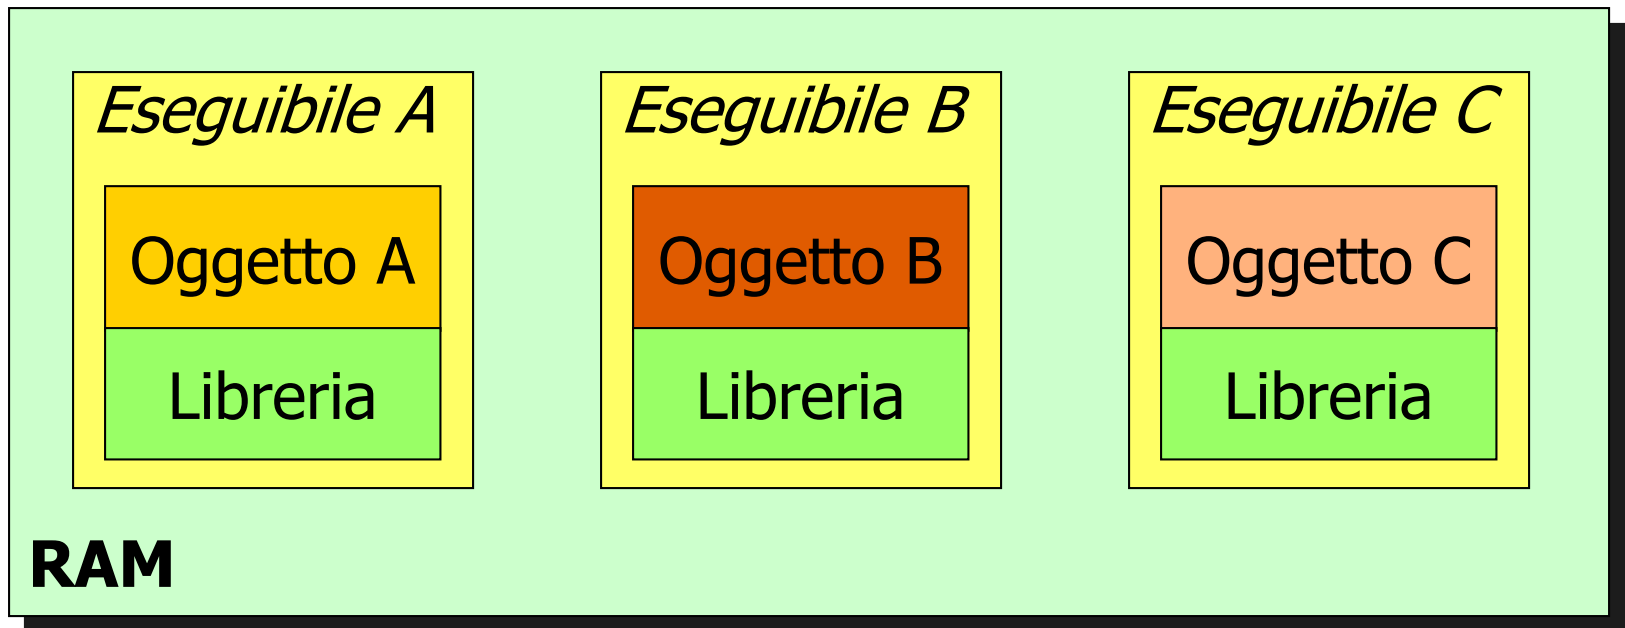 Eseguibile A
Eseguibile B
Eseguibile C
Oggetto A
Oggetto B
Oggetto C
Libreria
Libreria
Libreria
RAM